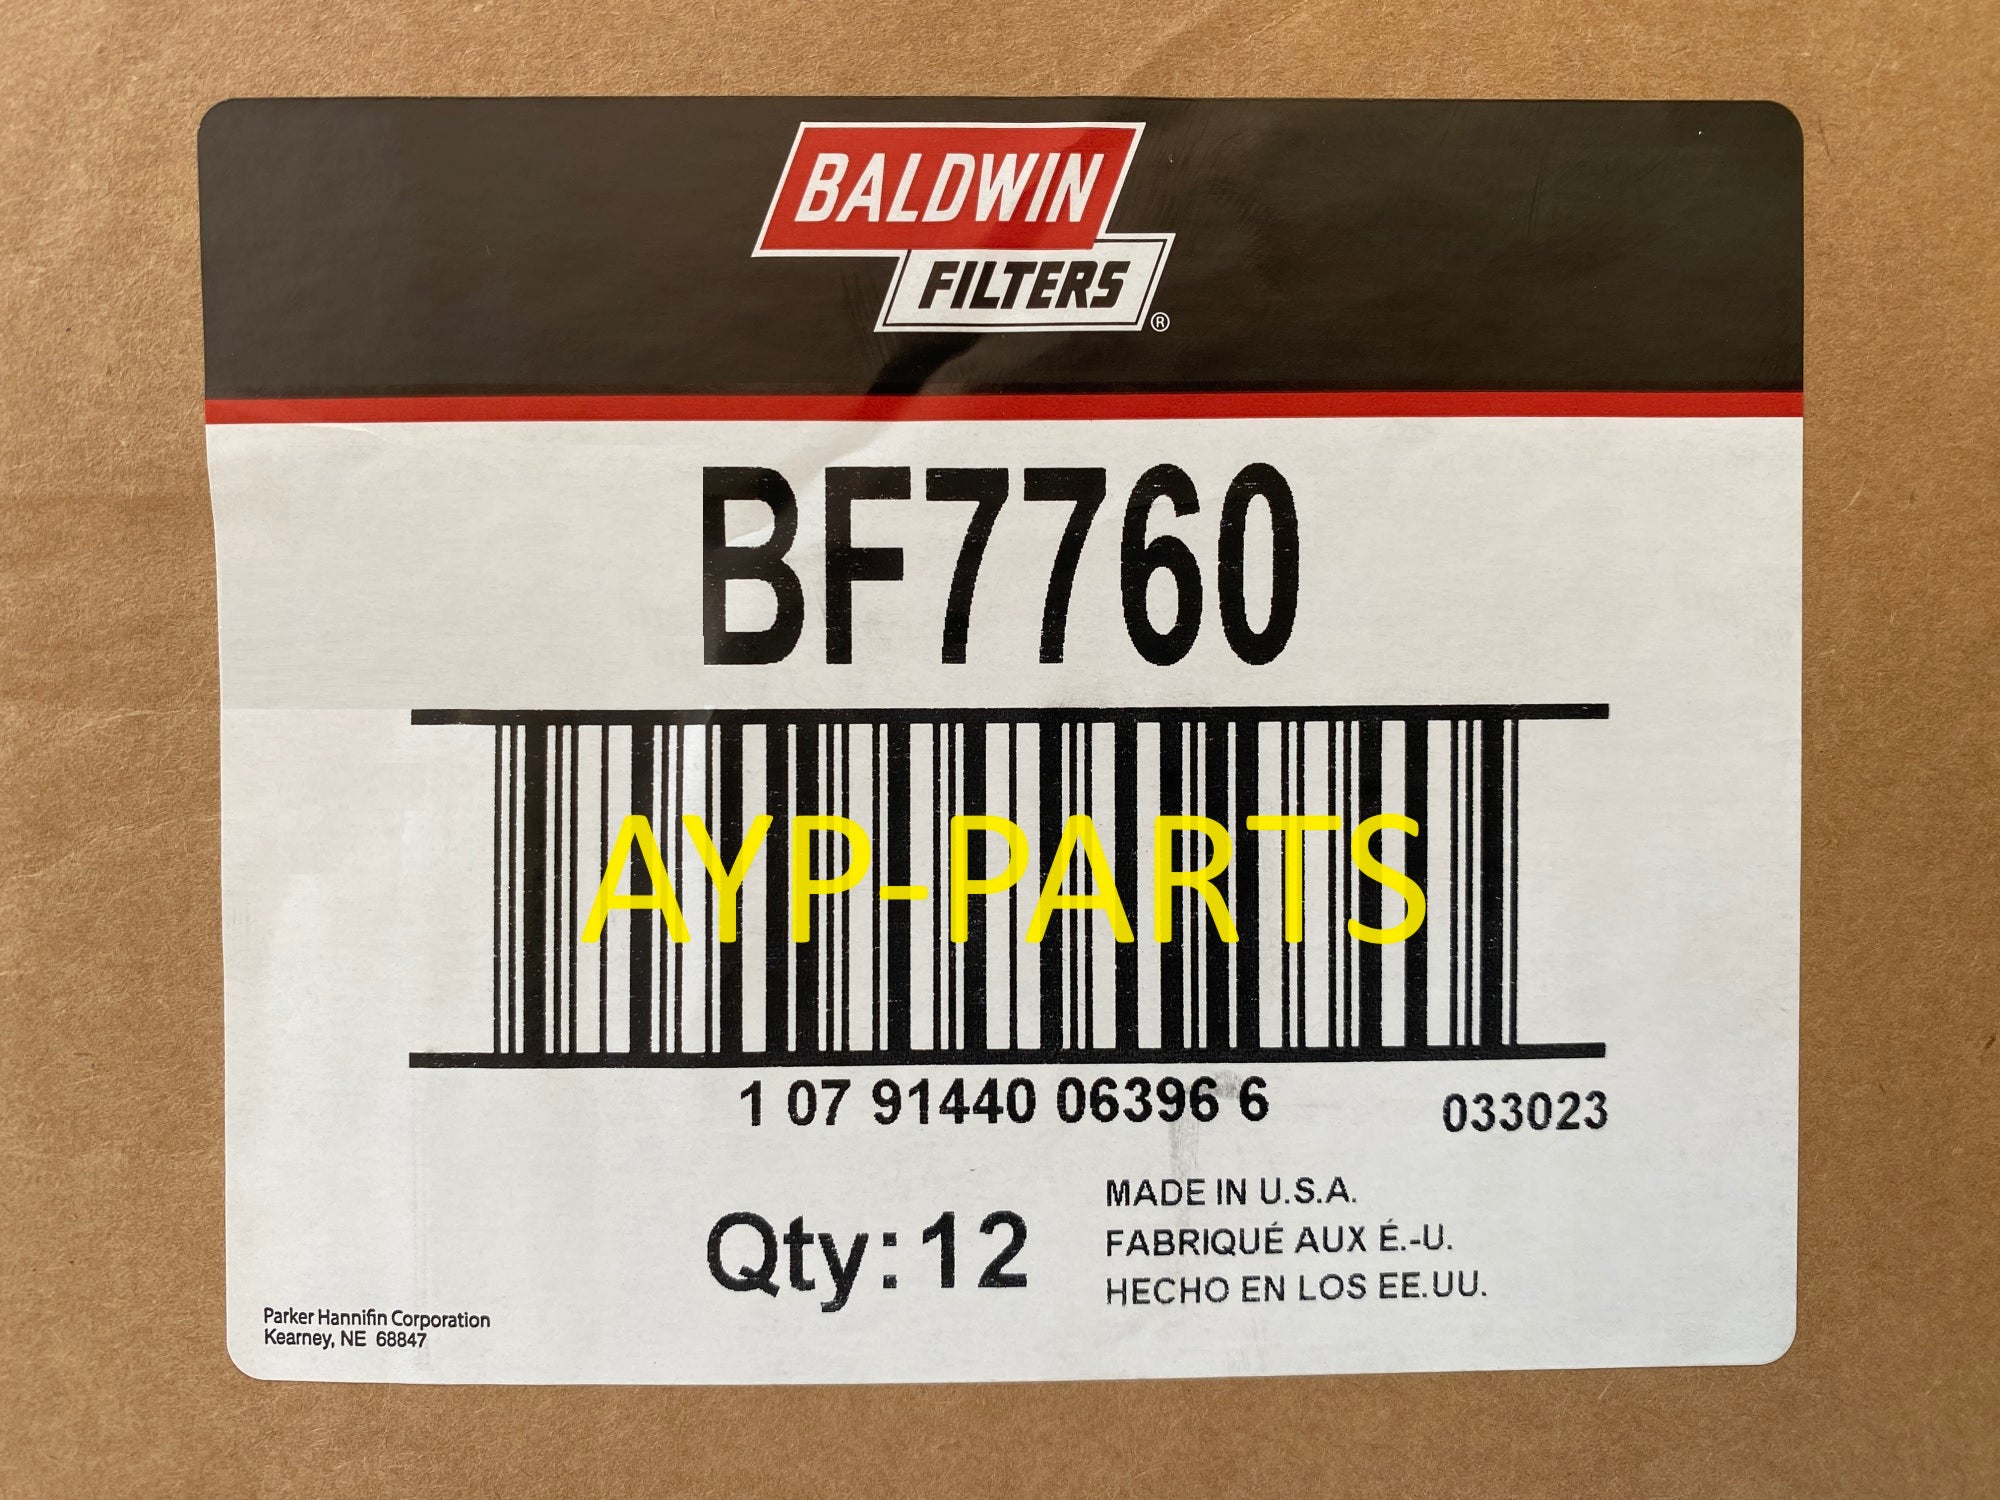 BALDWIN
FILTERS®
BF7760
AYP-PARTS
1 07 91440 06396 6
033023
Qty: 12
MADE IN U.S.A.
FABRIQUÉ AUX É.-U.
HECHO EN LOS EE.UU.
Parker Hannifin Corporation
Kearney, NE 68847